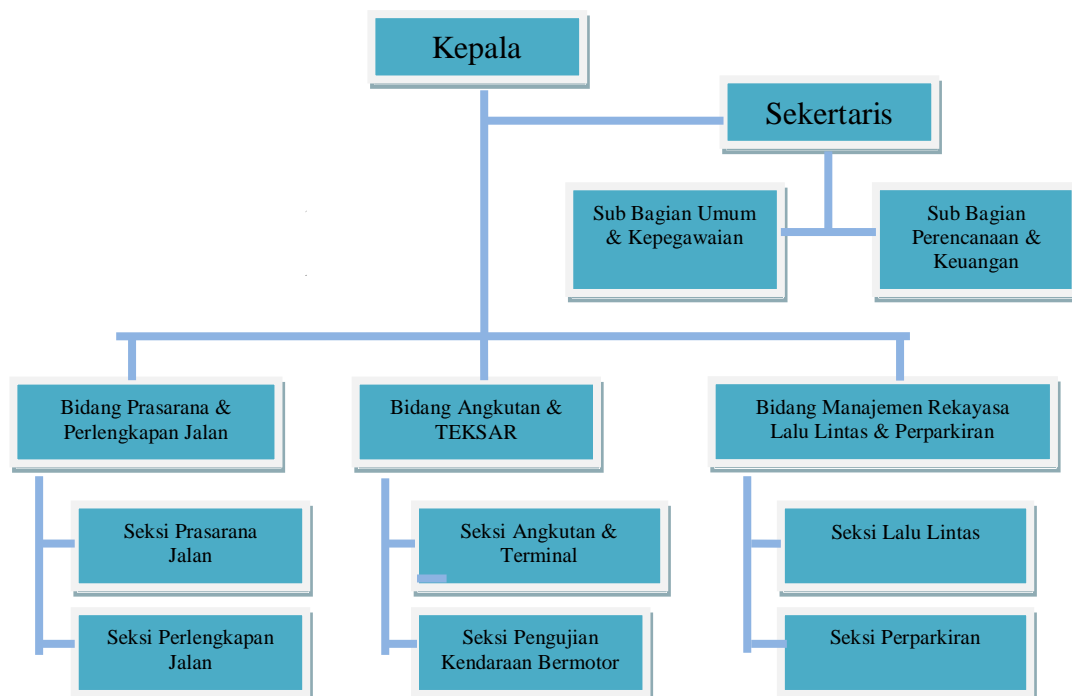 Kepala
Sekertaris
Sub Bagian Umum
& Kepegawaian
Sub Bagian
Perencanaan &
Keuangan
Bidang Prasarana &
Perlengkapan Jalan
Bidang Angkutan &
TEKSAR
Bidang Manajemen Rekayasa
Lalu Lintas & Perparkiran
Seksi Prasarana
Jalan
Seksi Angkutan &
Terminal
Seksi Lalu Lintas
Seksi Perlengkapan
Jalan
Seksi Pengujian
Kendaraan Bermotor
Seksi Perparkiran